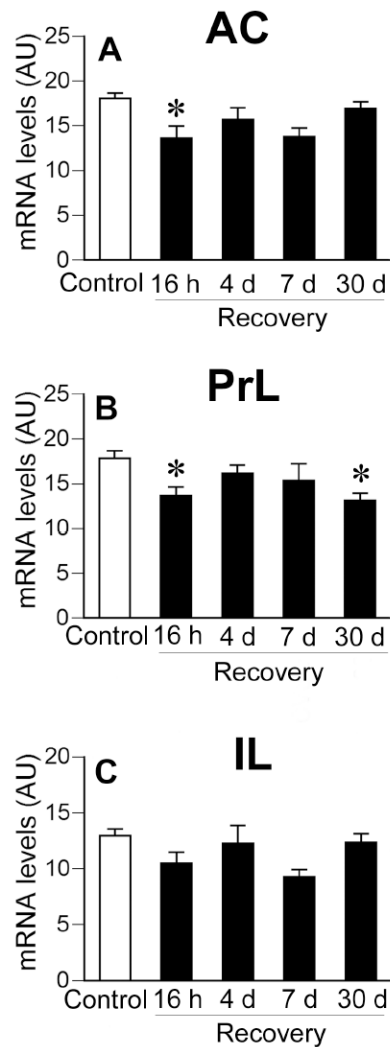 A AC
mRNA levels (AU)
25
20
15
10
5
0
*
Control 16 h 4 d 7 d 30 d
Recovery
B PrL
mRNA levels (AU)
25
20
15
10
5
0
* *
Control 16 h 4 d 7 d 30 d
Recovery
C IL
mRNA levels (AU)
20
15
10
5
0
Control 16 h 4 d 7 d 30 d
Recovery